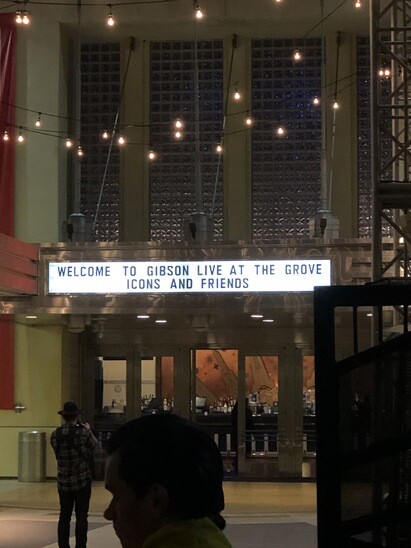 WELCOME TO GIBSON LIVE AT THE GROVE
ICONS AND FRIENDS